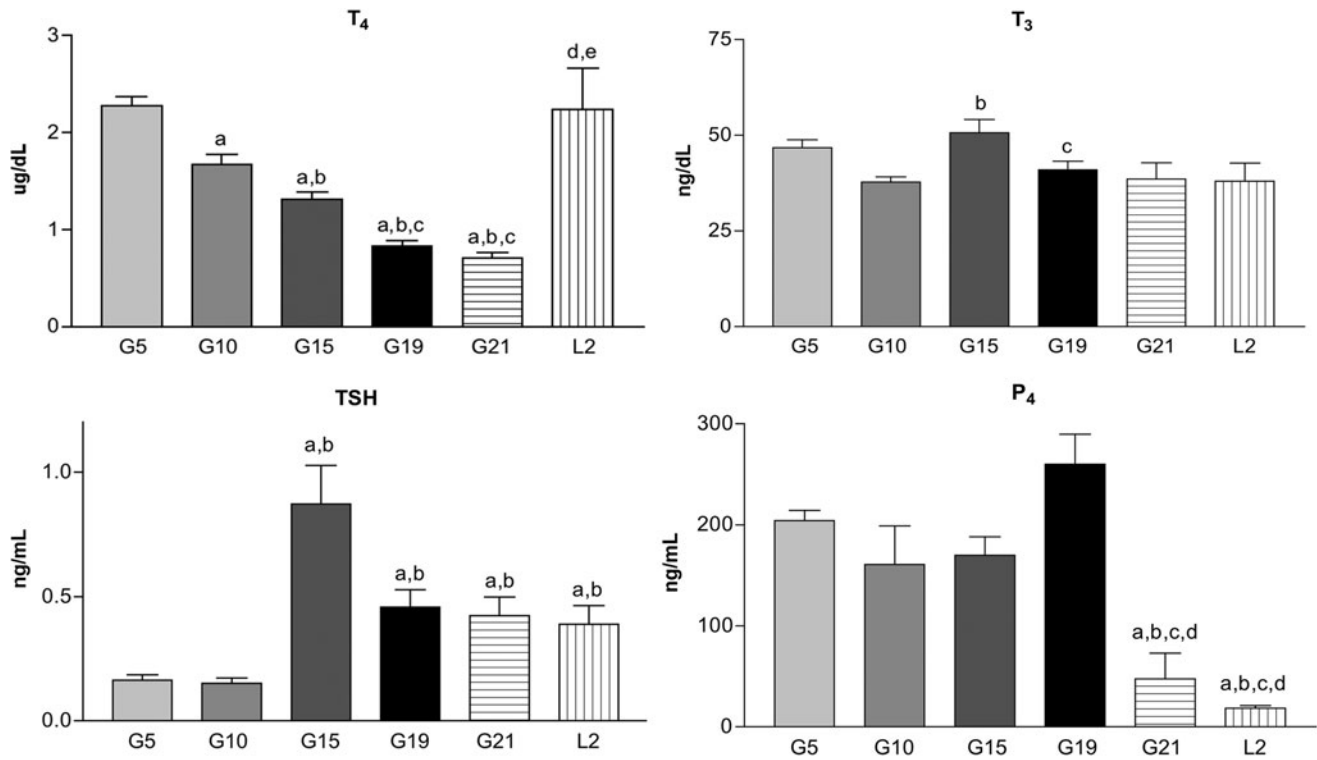 T4
3
2
1
0
ug/dL
a
a,b
a,b,c
a,b,c
d,e
G5 G10 G15 G19 G21 L2
T3
75
50
25
0
ng/dL
b
c
G5 G10 G15 G19 G21 L2
TSH
1.0
0.5
0.0
ng/mL
a,b
a,b
a,b
a,b
G5 G10 G15 G19 G21 L2
P4
300
200
100
0
ng/mL
a,b,c,d
a,b,c,d
G5 G10 G15 G19 G21 L2